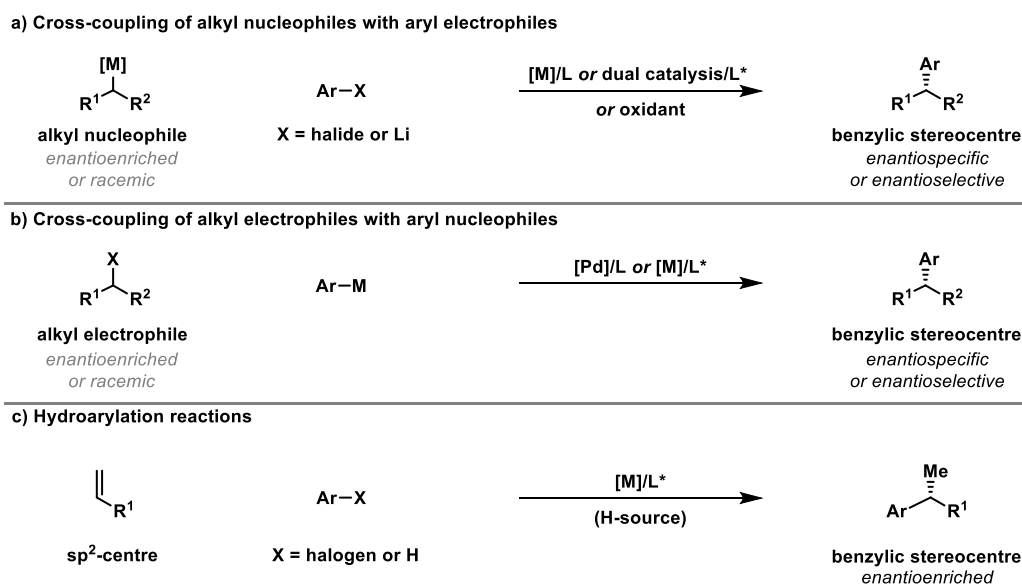 a) Cross-coupling of alkyl nucleophiles with aryl electrophiles
[M]
R¹ R²
Ar–X
[M]/L or dual catalysis/L*
or oxidant
Ar
R¹ R²
alkyl nucleophile
enantioenriched
or racemic
X = halide or Li
benzylic stereocentre
enantiospecific
or enantioselective
b) Cross-coupling of alkyl electrophiles with aryl nucleophiles
X
R¹ R²
Ar–M
[Pd]/L or [M]/L*
Ar
R¹ R²
alkyl electrophile
enantioenriched
or racemic
benzylic stereocentre
enantiospecific
or enantioselective
c) Hydroarylation reactions
R¹
Ar–X
[M]/L*
(H-source)
Me
Ar R¹
sp²-centre
X = halogen or H
benzylic stereocentre
enantioenriched